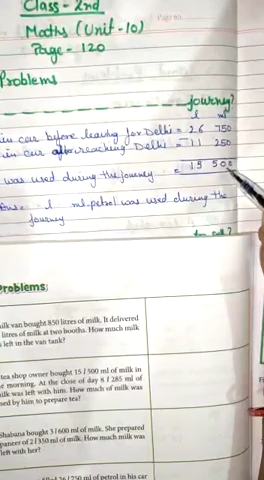 Class - 2nd
Page no.
Maths (Unit-10)
Page - 120
Problems
journey?
l ml
in car before leaving for Delhi = 26 750
in car after reaching Delhi = 11 250
was used during the journey = 15 500
Ans. l ml petrol was used during the
journey
Problems:
milk van bought 850 litres of milk. It delivered
litres of milk at two booths. How much milk
left in the van tank?
tea shop owner bought 15 l 500 ml of milk in
e morning. At the close of day 8 l 285 ml of
milk was left with him. How much of milk was
sed by him to prepare tea?
Shabana bought 3 l 600 ml of milk. She prepared
paneer of 2 l 350 ml of milk. How much milk was
left with her?
l 750 ml of petrol in his car